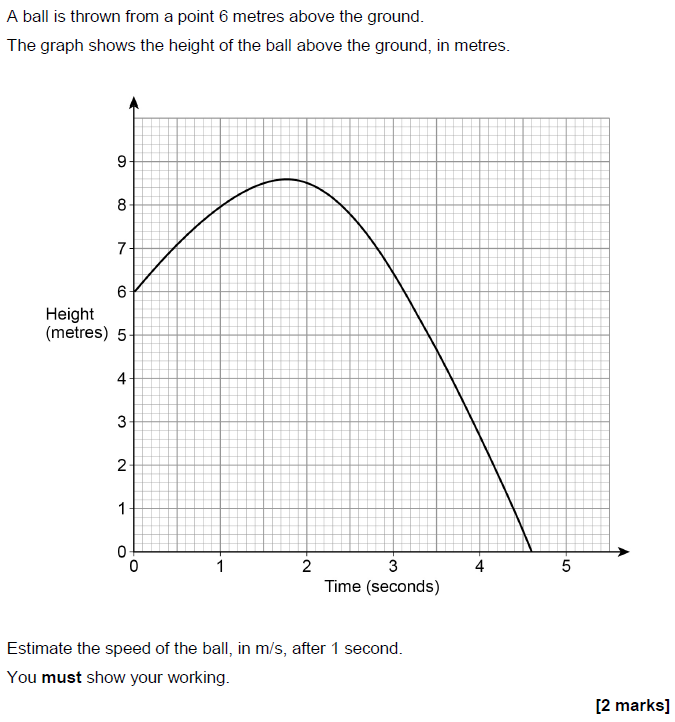 A ball is thrown from a point 6 metres above the ground.
The graph shows the height of the ball above the ground, in metres.
9
8
7
6
Height
(metres) 5
4
3
2
1
0
0 1 2 3 4 5
Time (seconds)
Estimate the speed of the ball, in m/s, after 1 second.
You must show your working.
[2 marks]